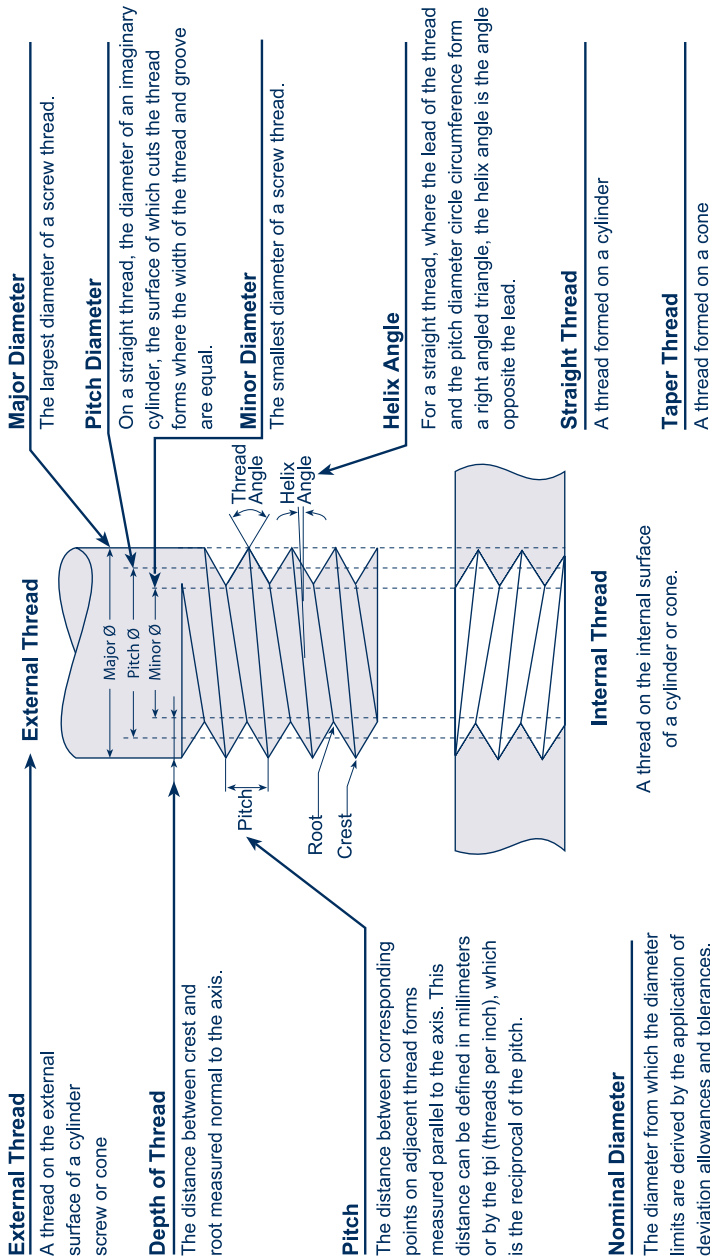 External Thread
A thread on the external
surface of a cylinder
screw or cone
Depth of Thread
The distance between crest and
root measured normal to the axis.
Pitch
The distance between corresponding
points on adjacent thread forms
measured parallel to the axis. This
distance can be defined in millimeters
or by the tpi (threads per inch), which
is the reciprocal of the pitch.
Nominal Diameter
The diameter from which the diameter
limits are derived by the application of
deviation allowances and tolerances.
External Thread
Major Ø
Pitch Ø
Minor Ø
Pitch
Root
Crest
Thread
Angle
Helix
Angle
Internal Thread
A thread on the internal surface
of a cylinder or cone.
Major Diameter
The largest diameter of a screw thread.
Pitch Diameter
On a straight thread, the diameter of an imaginary
cylinder, the surface of which cuts the thread
forms where the width of the thread and groove
are equal.
Minor Diameter
The smallest diameter of a screw thread.
Helix Angle
For a straight thread, where the lead of the thread
and the pitch diameter circle circumference form
a right angled triangle, the helix angle is the angle
opposite the lead.
Straight Thread
A thread formed on a cylinder
Taper Thread
A thread formed on a cone